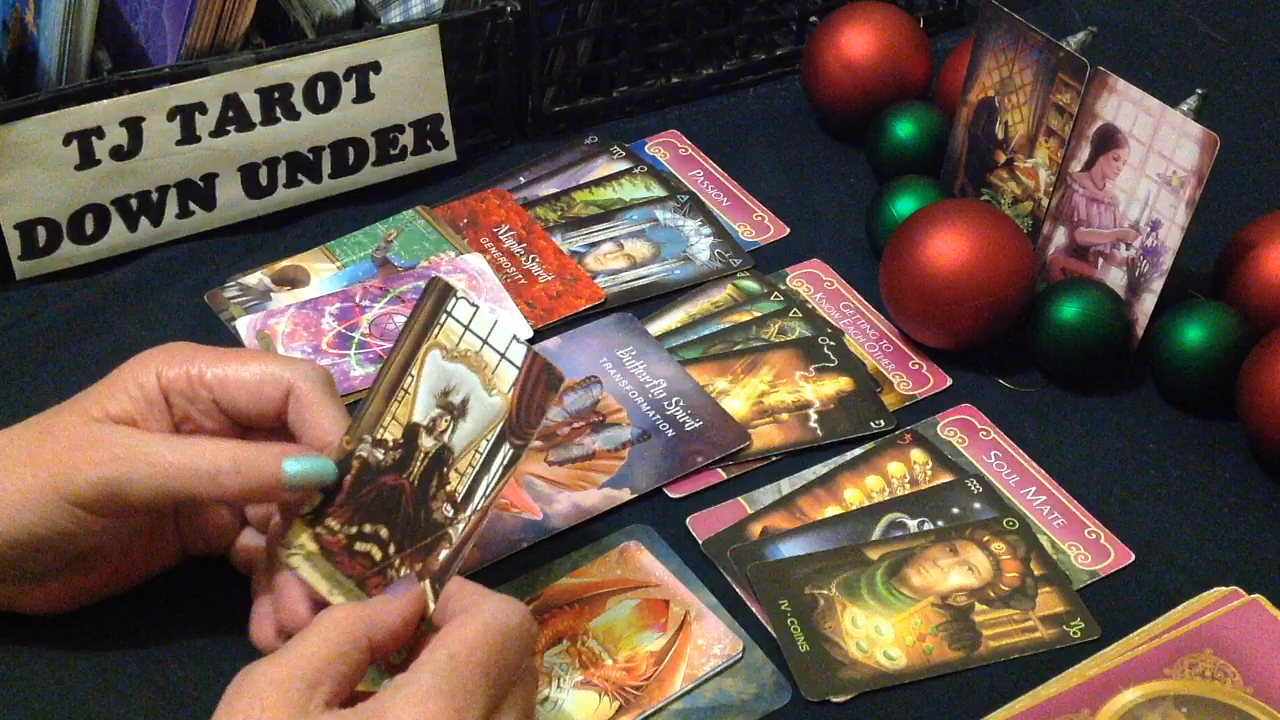 TJ TAROT
DOWN UNDER
PASSION
Maple Spirit
GENEROSITY
GETTING TO
KNOW EACH OTHER
Butterfly Spirit
TRANSFORMATION
SOUL MATE
IV · COINS